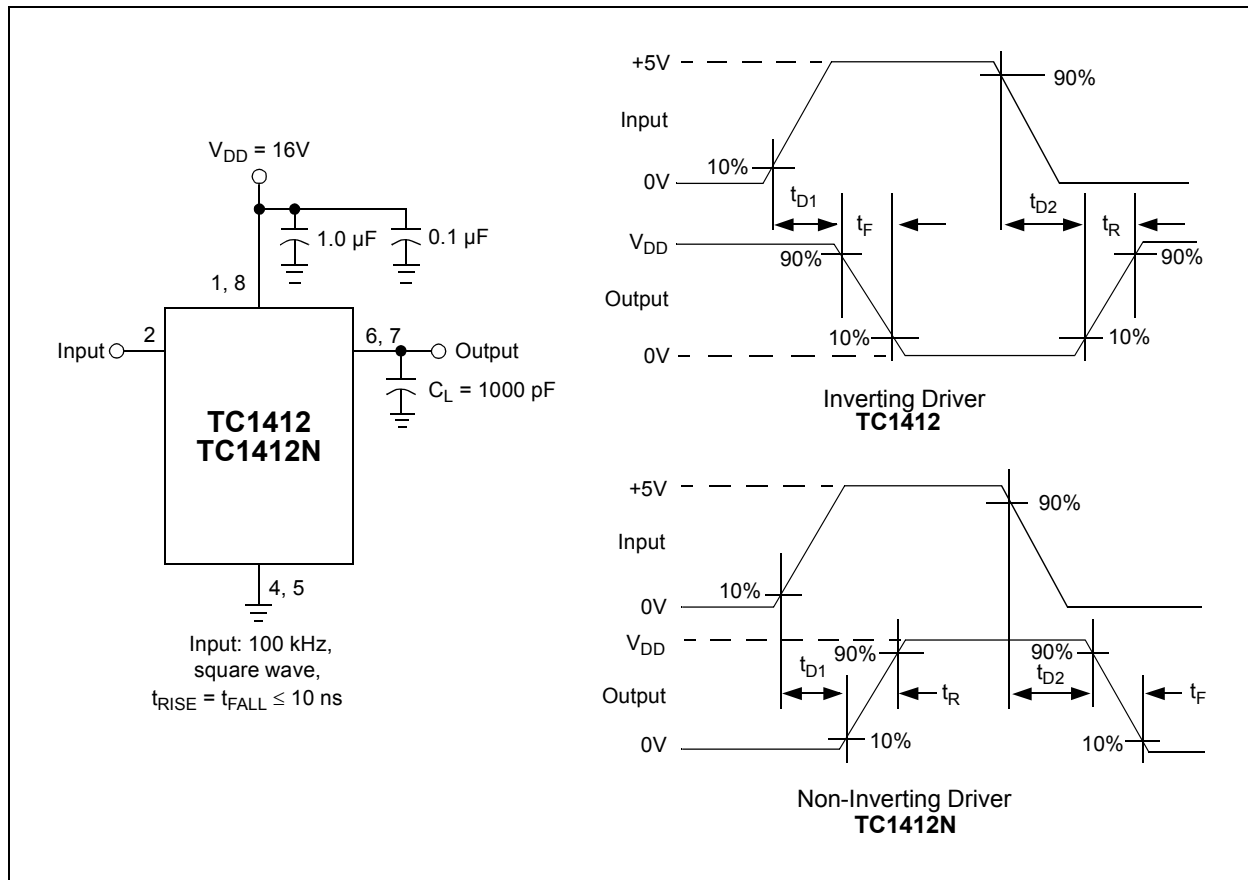 V_DD = 16V
1.0 µF
0.1 µF
1, 8
2
6, 7
Input
Output
C_L = 1000 pF
TC1412
TC1412N
4, 5
Input: 100 kHz,
square wave,
t_RISE = t_FALL ≤ 10 ns
+5V
90%
Input
10%
0V
t_D1
t_F
t_D2
t_R
V_DD
90%
90%
Output
10%
10%
0V
Inverting Driver
TC1412
+5V
90%
Input
10%
0V
V_DD
90%
90%
t_D1
t_R
t_D2
t_F
Output
10%
10%
0V
Non-Inverting Driver
TC1412N